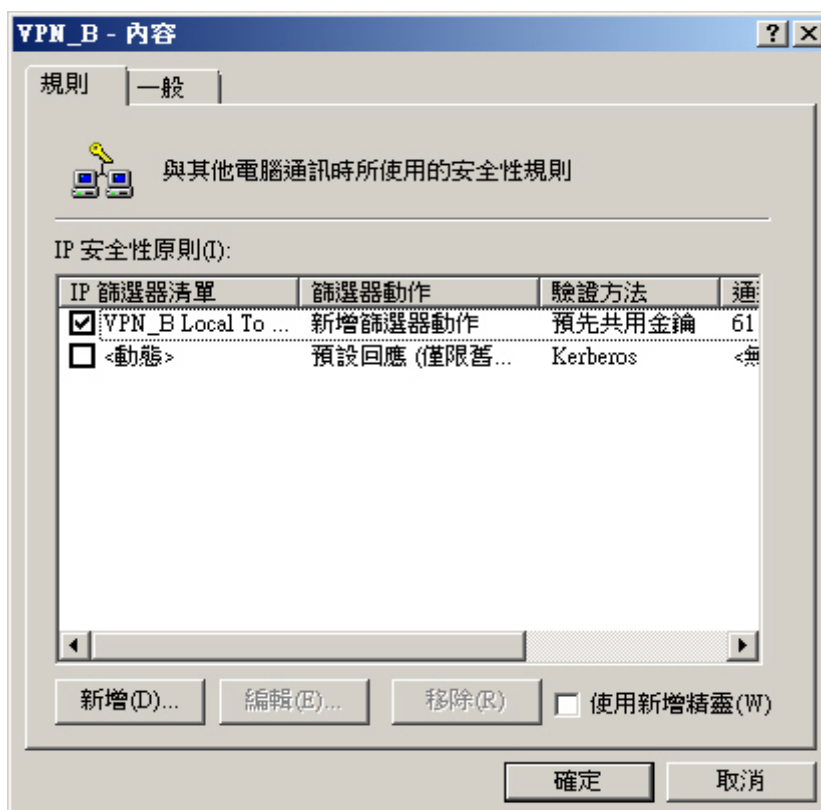 VPN_B - 內容
規則 一般
與其他電腦通訊時所使用的安全性規則
IP 安全性原則(I):
IP 篩選器清單 篩選器動作 驗證方法 通
VPN_B Local To ... 新增篩選器動作 預先共用金鑰 61
<動態> 預設回應 (僅限舊... Kerberos <無
新增(D)... 編輯(E)... 移除(R) 使用新增精靈(W)
確定 取消